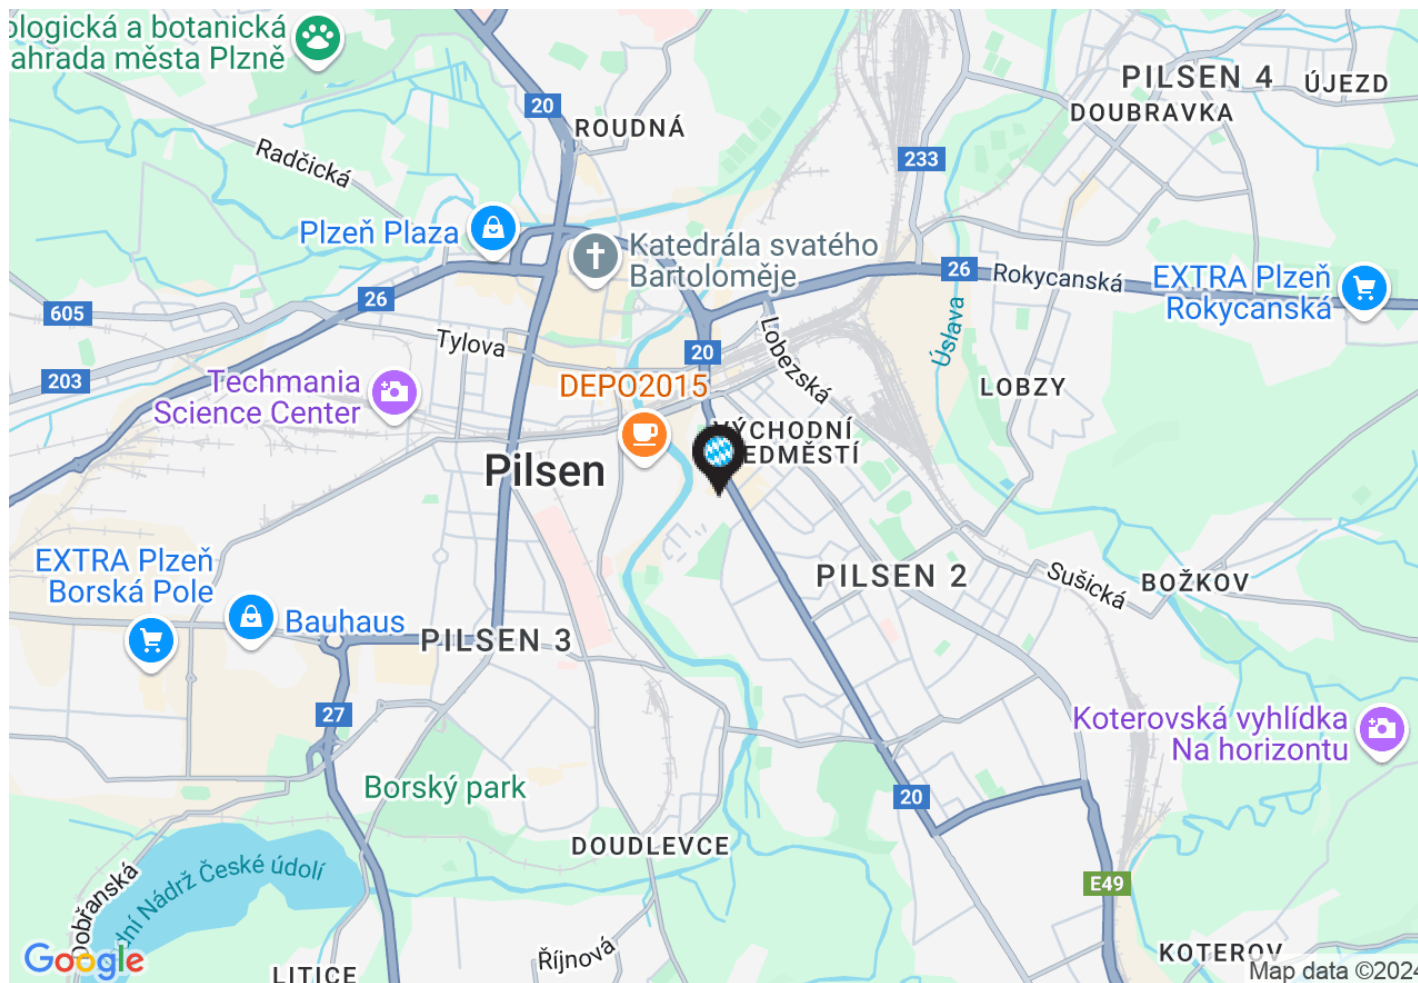 ologická a botanická
ahrada města Plzně
PILSEN 4
ÚJEZD
DOUBRAVKA
20
ROUDNÁ
233
Radčická
Plzeň Plaza
Katedrála svatého
Bartoloměje
26
Rokycanská
EXTRA Plzeň
Rokycanská
26
605
Úslava
Tylova
20
Lobezská
203
Techmania
Science Center
DEPO2015
LOBZY
VÝCHODNÍ
EDMĚSTÍ
Pilsen
EXTRA Plzeň
Borská Pole
PILSEN 2
Sušická
BOŽKOV
Bauhaus
PILSEN 3
27
Koterovská vyhlídka
Na horizontu
Borský park
20
DOUDLEVCE
Dobřanská
dní Nádrž České údolí
E49
Říjnová
KOTEROV
Google
LITICE
Map data ©2024